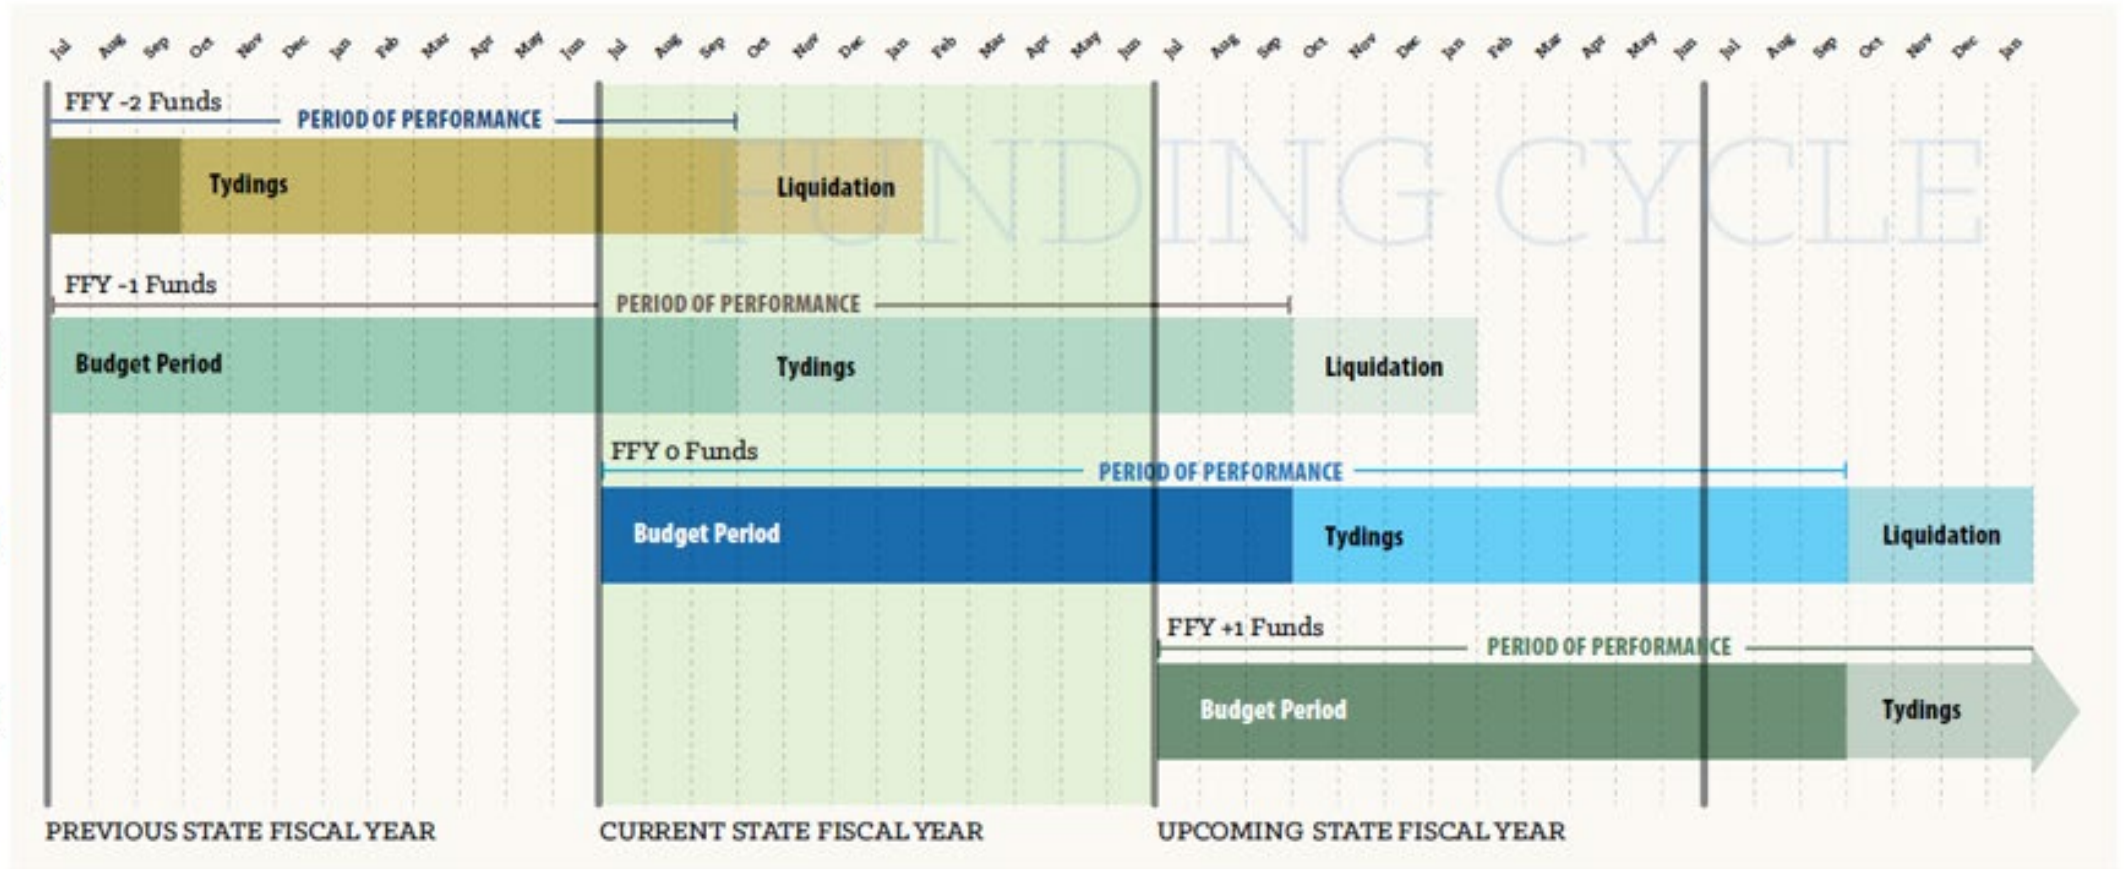 Jul Aug Sep Oct Nov Dec Jan Feb Mar Apr May Jun Jul Aug Sep Oct Nov Dec Jan Feb Mar Apr May Jun Jul Aug Sep Oct Nov Dec Jan Feb Mar Apr May Jun Jul Aug Sep Oct Nov Dec Jan
FFY -2 Funds
PERIOD OF PERFORMANCE
FUNDING CYCLE
Tydings
Liquidation
FFY -1 Funds
PERIOD OF PERFORMANCE
Budget Period
Tydings
Liquidation
FFY 0 Funds
PERIOD OF PERFORMANCE
Budget Period
Tydings
Liquidation
FFY +1 Funds
PERIOD OF PERFORMANCE
Budget Period
Tydings
PREVIOUS STATE FISCAL YEAR
CURRENT STATE FISCAL YEAR
UPCOMING STATE FISCAL YEAR